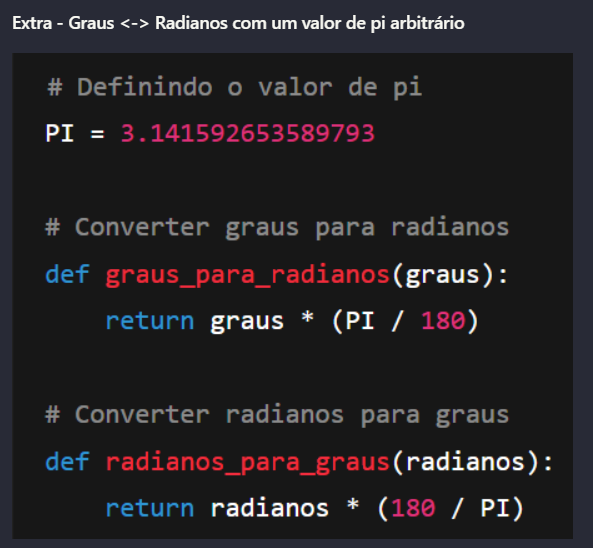 Extra - Graus <-> Radianos com um valor de pi arbitrário
# Definindo o valor de pi
PI = 3.141592653589793
# Converter graus para radianos
def graus_para_radianos(graus):
return graus * (PI / 180)
# Converter radianos para graus
def radianos_para_graus(radianos):
return radianos * (180 / PI)